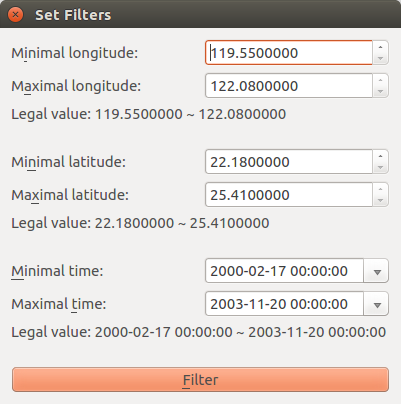 Set Filters
Minimal longitude: 119.5500000
Maximal longitude: 122.0800000
Legal value: 119.5500000 ~ 122.0800000
Minimal latitude: 22.1800000
Maximal latitude: 25.4100000
Legal value: 22.1800000 ~ 25.4100000
Minimal time: 2000-02-17 00:00:00
Maximal time: 2003-11-20 00:00:00
Legal value: 2000-02-17 00:00:00 ~ 2003-11-20 00:00:00
Filter